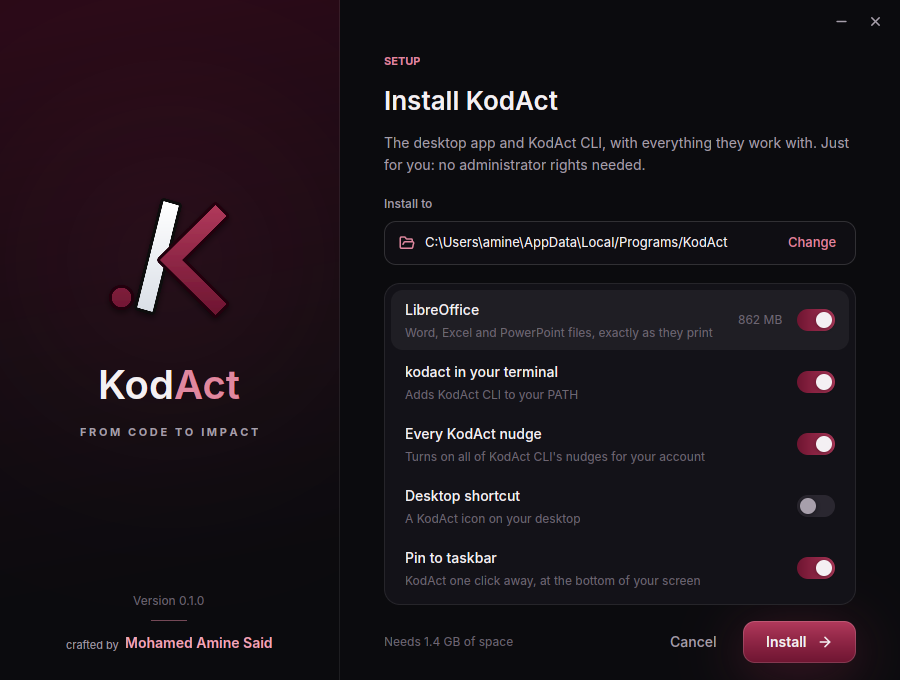 SETUP
Install KodAct
The desktop app and KodAct CLI, with everything they work with. Just
for you: no administrator rights needed.
Install to
C:\Users\amine\AppData\Local/Programs/KodAct
Change
LibreOffice
Word, Excel and PowerPoint files, exactly as they print
862 MB
kodact in your terminal
Adds KodAct CLI to your PATH
Every KodAct nudge
Turns on all of KodAct CLI's nudges for your account
Desktop shortcut
A KodAct icon on your desktop
Pin to taskbar
KodAct one click away, at the bottom of your screen
Needs 1.4 GB of space
Cancel
Install
.K
KodAct
FROM CODE TO IMPACT
Version 0.1.0
crafted by Mohamed Amine Said